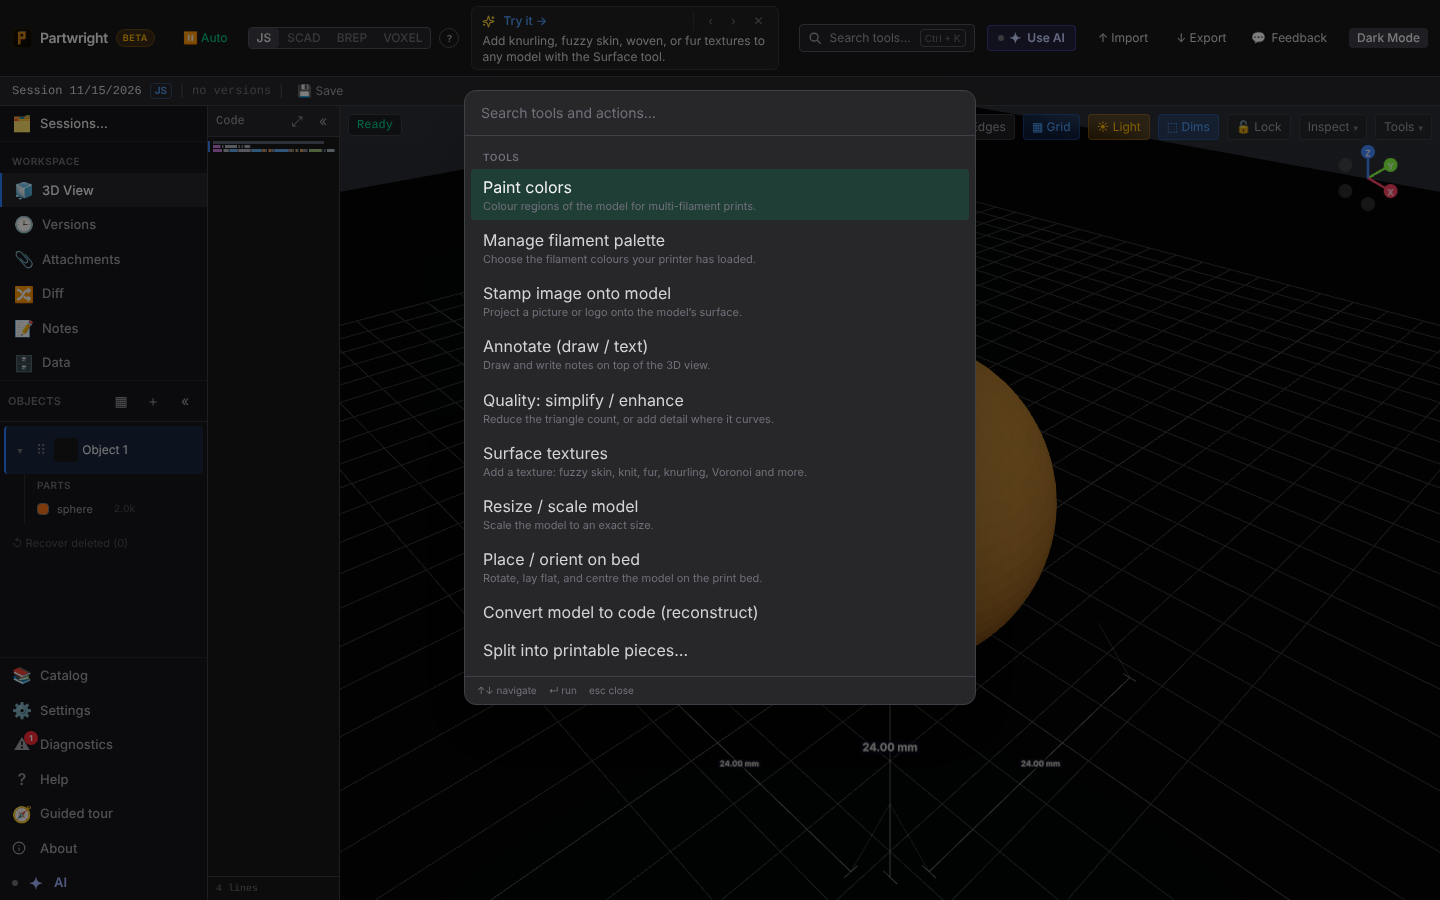 Partwright BETA
Auto
JS SCAD BREP VOXEL ?
Try it →
Add knurling, fuzzy skin, woven, or fur textures to
any model with the Surface tool.
Search tools... Ctrl + K
Use AI
↑ Import
↓ Export
Feedback
Dark Mode
Session 11/15/2026 JS | no versions | Save
Sessions...
WORKSPACE
3D View
Versions
Attachments
Diff
Notes
Data
OBJECTS
Object 1
PARTS
sphere 2.0k
Recover deleted (0)
Catalog
Settings
Diagnostics 1
Help
Guided tour
About
AI
Code
4 lines
Ready
Edges
Grid
Light
Dims
Lock
Inspect
Tools
Z
Y
X
Search tools and actions...
TOOLS
Paint colors
Colour regions of the model for multi-filament prints.
Manage filament palette
Choose the filament colours your printer has loaded.
Stamp image onto model
Project a picture or logo onto the model's surface.
Annotate (draw / text)
Draw and write notes on top of the 3D view.
Quality: simplify / enhance
Reduce the triangle count, or add detail where it curves.
Surface textures
Add a texture: fuzzy skin, knit, fur, knurling, Voronoi and more.
Resize / scale model
Scale the model to an exact size.
Place / orient on bed
Rotate, lay flat, and centre the model on the print bed.
Convert model to code (reconstruct)
Split into printable pieces...
↑↓ navigate ↵ run esc close
24.00 mm
24.00 mm
24.00 mm